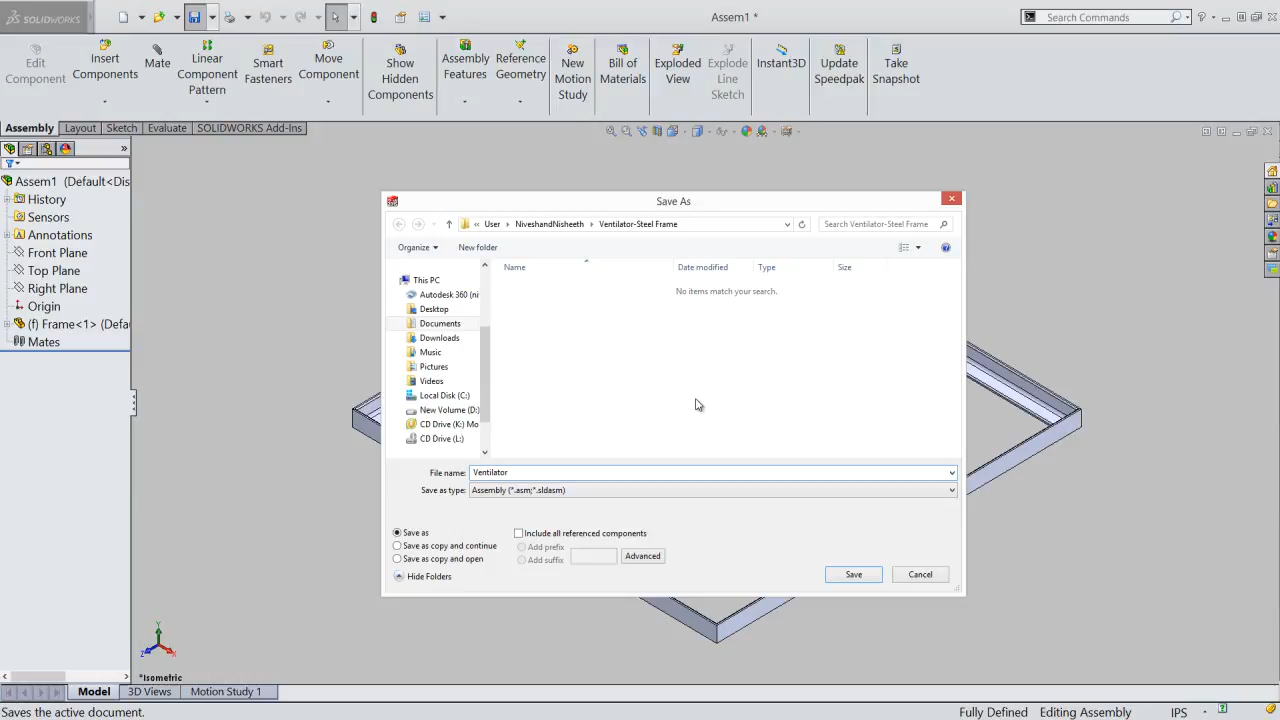 SOLIDWORKS
Assem1 *
Search Commands
Edit Component
Insert Components
Mate
Linear Component Pattern
Smart Fasteners
Move Component
Show Hidden Components
Assembly Features
Reference Geometry
New Motion Study
Bill of Materials
Exploded View
Explode Line Sketch
Instant3D
Update Speedpak
Take Snapshot
Assembly Layout Sketch Evaluate SOLIDWORKS Add-Ins
Assem1 (Default<Dis
History
Sensors
Annotations
Front Plane
Top Plane
Right Plane
Origin
(f) Frame<1> (Defa
Mates
Save As
« User NiveshandNisheeth Ventilator-Steel Frame
Search Ventilator-Steel Frame
Organize New folder
Name Date modified Type Size
No items match your search.
This PC
Autodesk 360 (ni
Desktop
Documents
Downloads
Music
Pictures
Videos
Local Disk (C:)
New Volume (D:)
CD Drive (K:) Mo
CD Drive (L:)
File name: Ventilator
Save as type: Assembly (*.asm;*.sldasm)
Save as
Save as copy and continue
Save as copy and open
Include all referenced components
Add prefix
Add suffix
Advanced
Hide Folders
Save Cancel
Y
Z
X
*Isometric
Model 3D Views Motion Study 1
Saves the active document.
Fully Defined Editing Assembly IPS